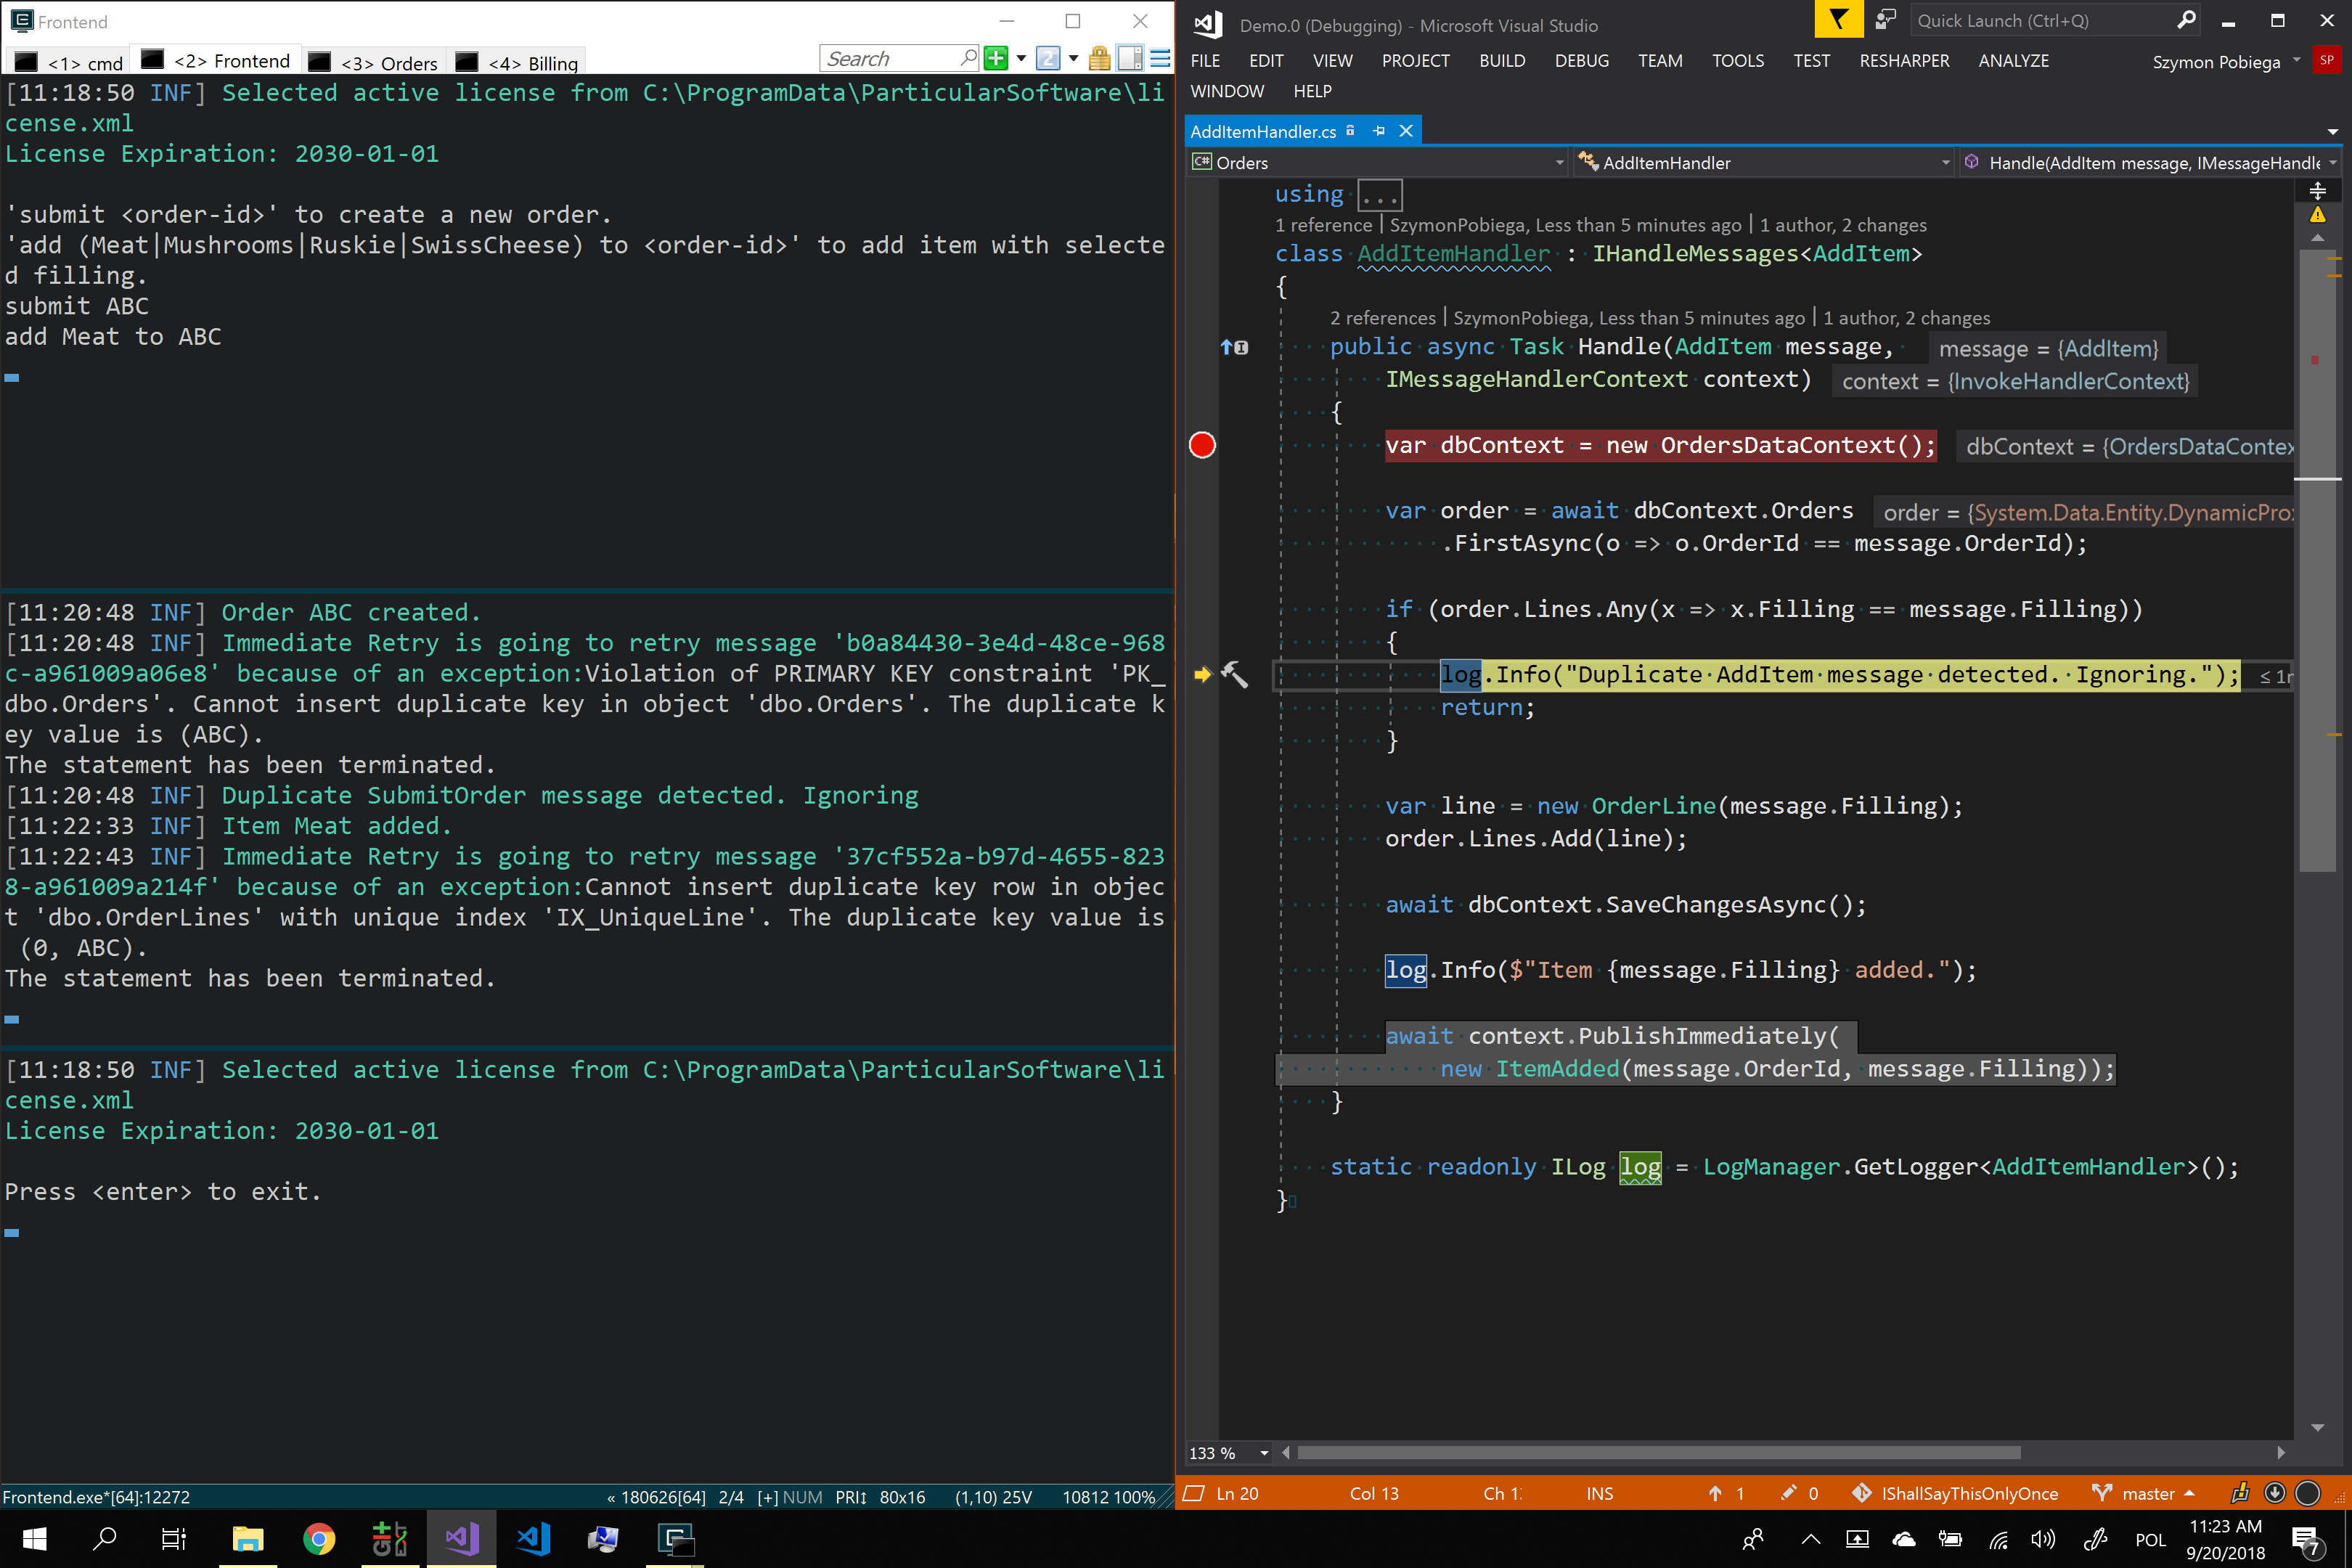 Frontend
<1> cmd
<2> Frontend
<3> Orders
<4> Billing
Search
[11:18:50 INF] Selected active license from C:\ProgramData\ParticularSoftware\li
cense.xml
License Expiration: 2030-01-01
'submit <order-id>' to create a new order.
'add (Meat|Mushrooms|Ruskie|SwissCheese) to <order-id>' to add item with selecte
d filling.
submit ABC
add Meat to ABC
[11:20:48 INF] Order ABC created.
[11:20:48 INF] Immediate Retry is going to retry message 'b0a84430-3e4d-48ce-968
c-a961009a06e8' because of an exception:Violation of PRIMARY KEY constraint 'PK_
dbo.Orders'. Cannot insert duplicate key in object 'dbo.Orders'. The duplicate k
ey value is (ABC).
The statement has been terminated.
[11:20:48 INF] Duplicate SubmitOrder message detected. Ignoring
[11:22:33 INF] Item Meat added.
[11:22:43 INF] Immediate Retry is going to retry message '37cf552a-b97d-4655-823
8-a961009a214f' because of an exception:Cannot insert duplicate key row in objec
t 'dbo.OrderLines' with unique index 'IX_UniqueLine'. The duplicate key value is
(0, ABC).
The statement has been terminated.
[11:18:50 INF] Selected active license from C:\ProgramData\ParticularSoftware\li
cense.xml
License Expiration: 2030-01-01
Press <enter> to exit.
Frontend.exe*[64]:12272
« 180626[64] 2/4 [+] NUM PRI↕ 80x16 (1,10) 25V 10812 100%
Demo.0 (Debugging) - Microsoft Visual Studio
Quick Launch (Ctrl+Q)
FILE EDIT VIEW PROJECT BUILD DEBUG TEAM TOOLS TEST RESHARPER ANALYZE
Szymon Pobiega SP
WINDOW HELP
AddItemHandler.cs
C# Orders
AddItemHandler
Handle(AddItem message, IMessageHandle
using ...
1 reference | SzymonPobiega, Less than 5 minutes ago | 1 author, 2 changes
class AddItemHandler : IHandleMessages<AddItem>
{
2 references | SzymonPobiega, Less than 5 minutes ago | 1 author, 2 changes
public async Task Handle(AddItem message, message = {AddItem}
IMessageHandlerContext context) context = {InvokeHandlerContext}
{
var dbContext = new OrdersDataContext(); dbContext = {OrdersDataContex
var order = await dbContext.Orders order = {System.Data.Entity.DynamicPro
.FirstAsync(o => o.OrderId == message.OrderId);
if (order.Lines.Any(x => x.Filling == message.Filling))
{
log.Info("Duplicate AddItem message detected. Ignoring."); ≤ 1
return;
}
var line = new OrderLine(message.Filling);
order.Lines.Add(line);
await dbContext.SaveChangesAsync();
log.Info($"Item {message.Filling} added.");
await context.PublishImmediately(
new ItemAdded(message.OrderId, message.Filling));
}
static readonly ILog log = LogManager.GetLogger<AddItemHandler>();
}
133 %
Ln 20 Col 13 Ch 1 INS 1 0 IShallSayThisOnlyOnce master
POL
11:23 AM
9/20/2018
7